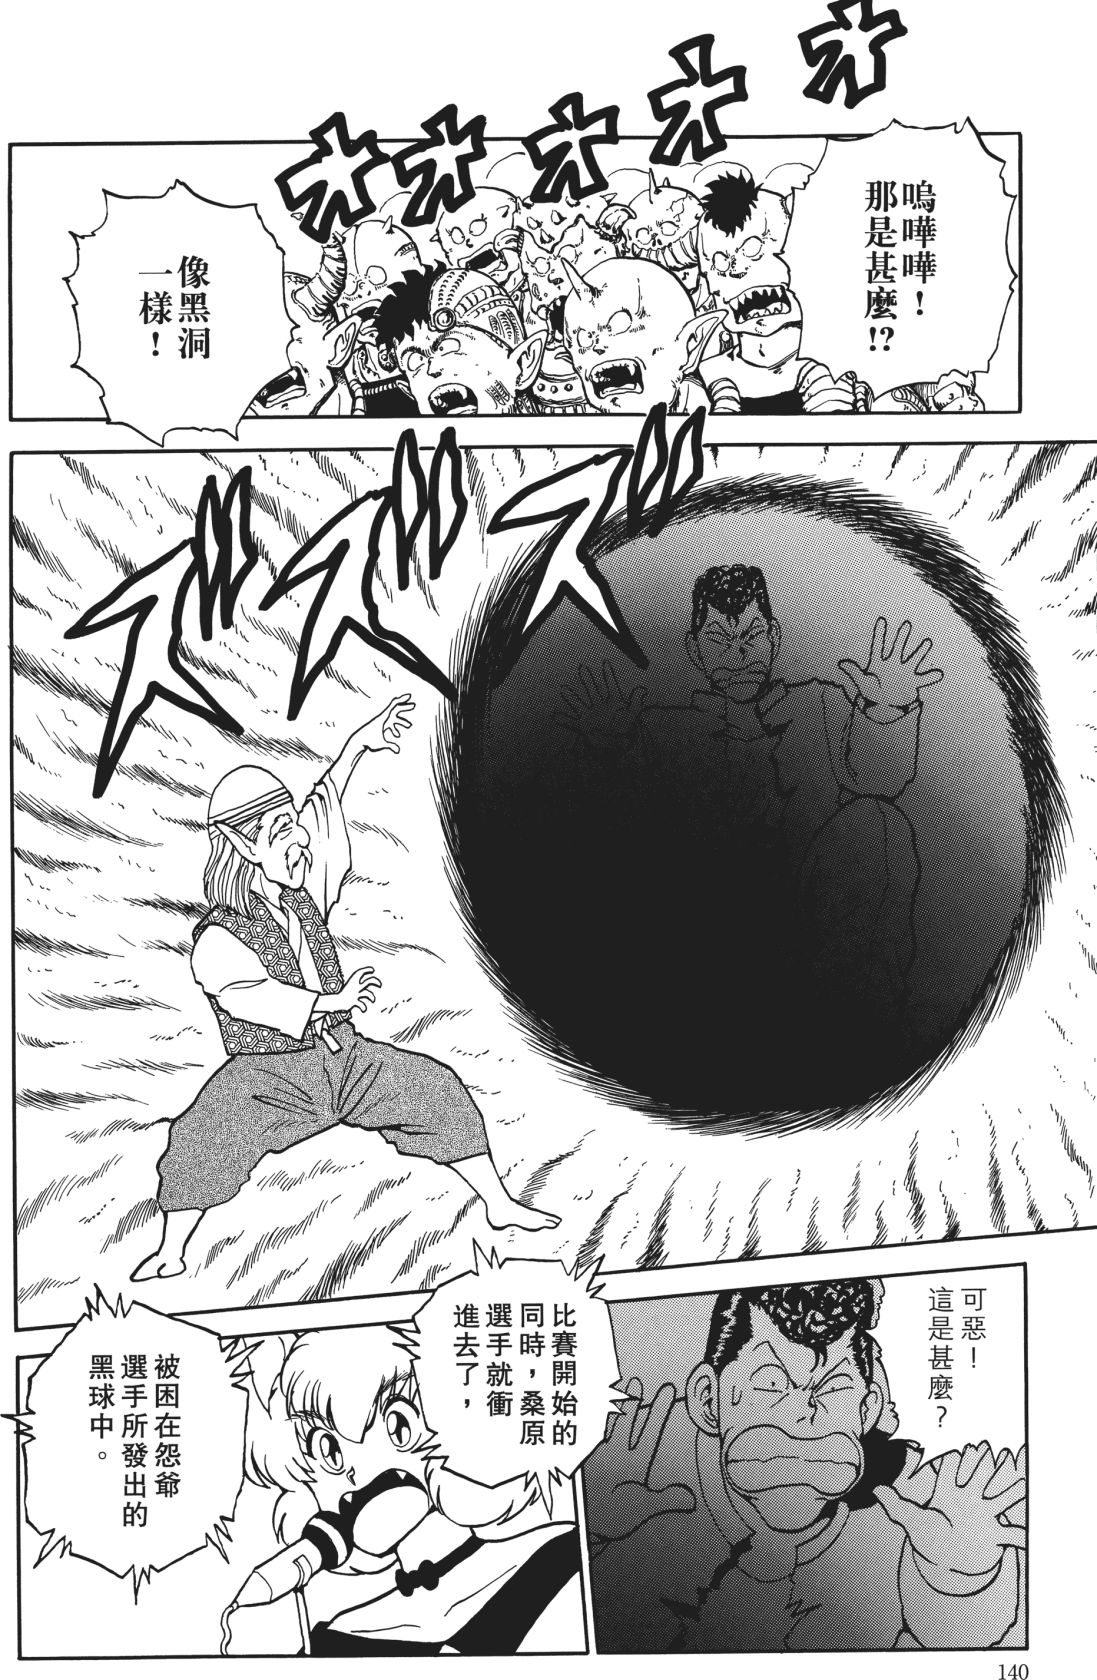 オオオオオ
嗚嘩嘩！
那是甚麼!?
像黑洞
一樣！
ズズズ
可惡！
這是甚麼？
比賽開始的
同時，桑原
選手就衝
進去了，
被困在怨爺
選手所發出的
黑球中。
140